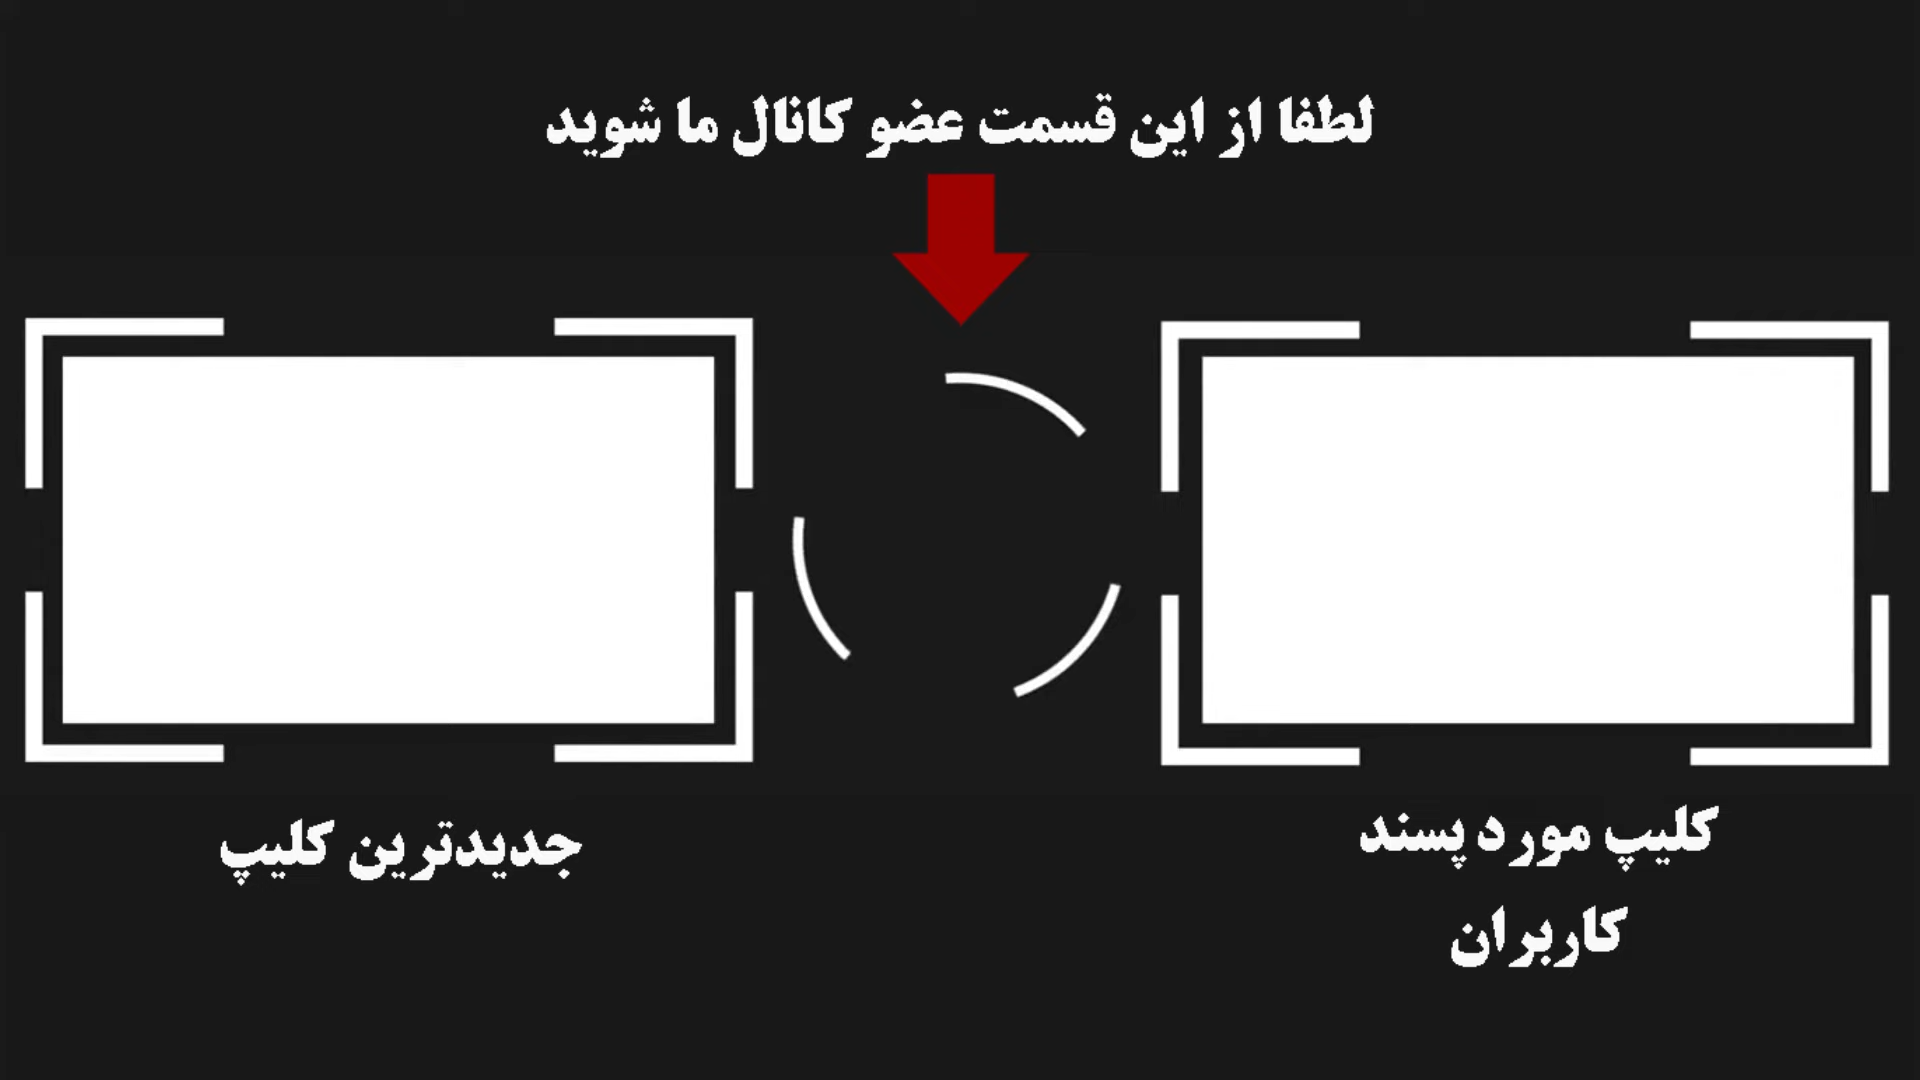 لطفا از این قسمت عضو کانال ما شوید
کلیپ مورد پسند
کاربران
جدیدترین کلیپ